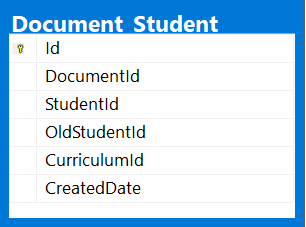 Document_Student
Id
DocumentId
StudentId
OldStudentId
CurriculumId
CreatedDate